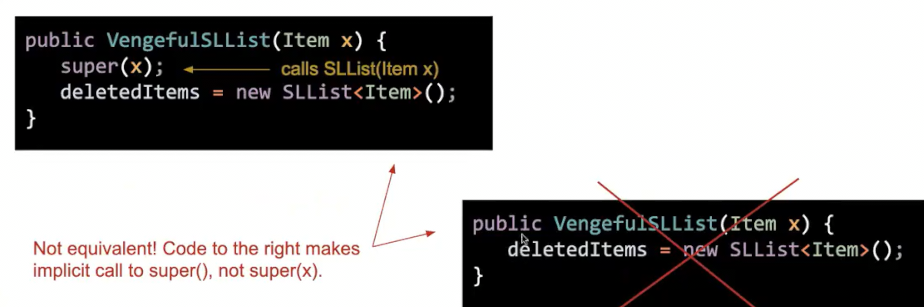 public VengefulSLList(Item x) {
super(x); calls SLList(Item x)
deletedItems = new SLList<Item>();
}
Not equivalent! Code to the right makes
implicit call to super(), not super(x).
public VengefulSLList(Item x) {
deletedItems = new SLList<Item>();
}